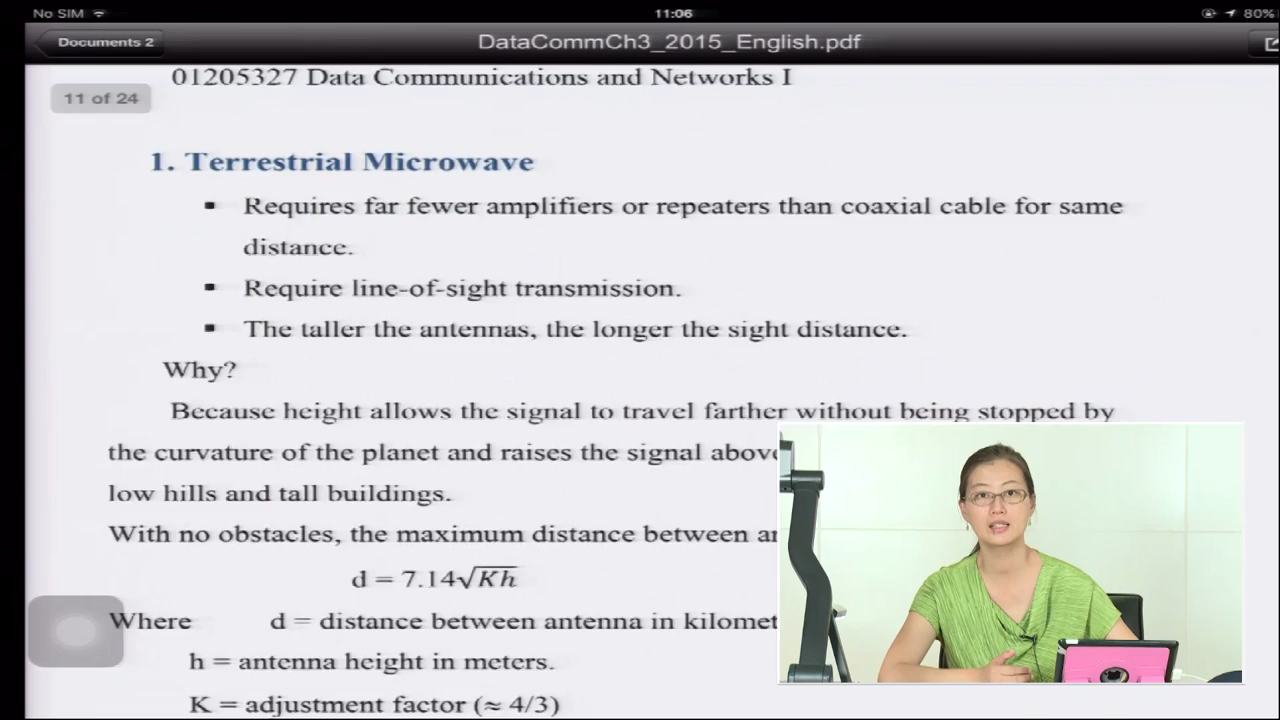 No SIM
11:06
80%
Documents 2
DataCommCh3_2015_English.pdf
01205327 Data Communications and Networks I
11 of 24
1. Terrestrial Microwave
▪ Requires far fewer amplifiers or repeaters than coaxial cable for same
distance.
▪ Require line-of-sight transmission.
▪ The taller the antennas, the longer the sight distance.
Why?
Because height allows the signal to travel farther without being stopped by
the curvature of the planet and raises the signal above
low hills and tall buildings.
With no obstacles, the maximum distance between
d = 7.14√Kh
Where d = distance between antenna in
h = antenna height in meters.
K = adjustment factor (≈ 4/3)